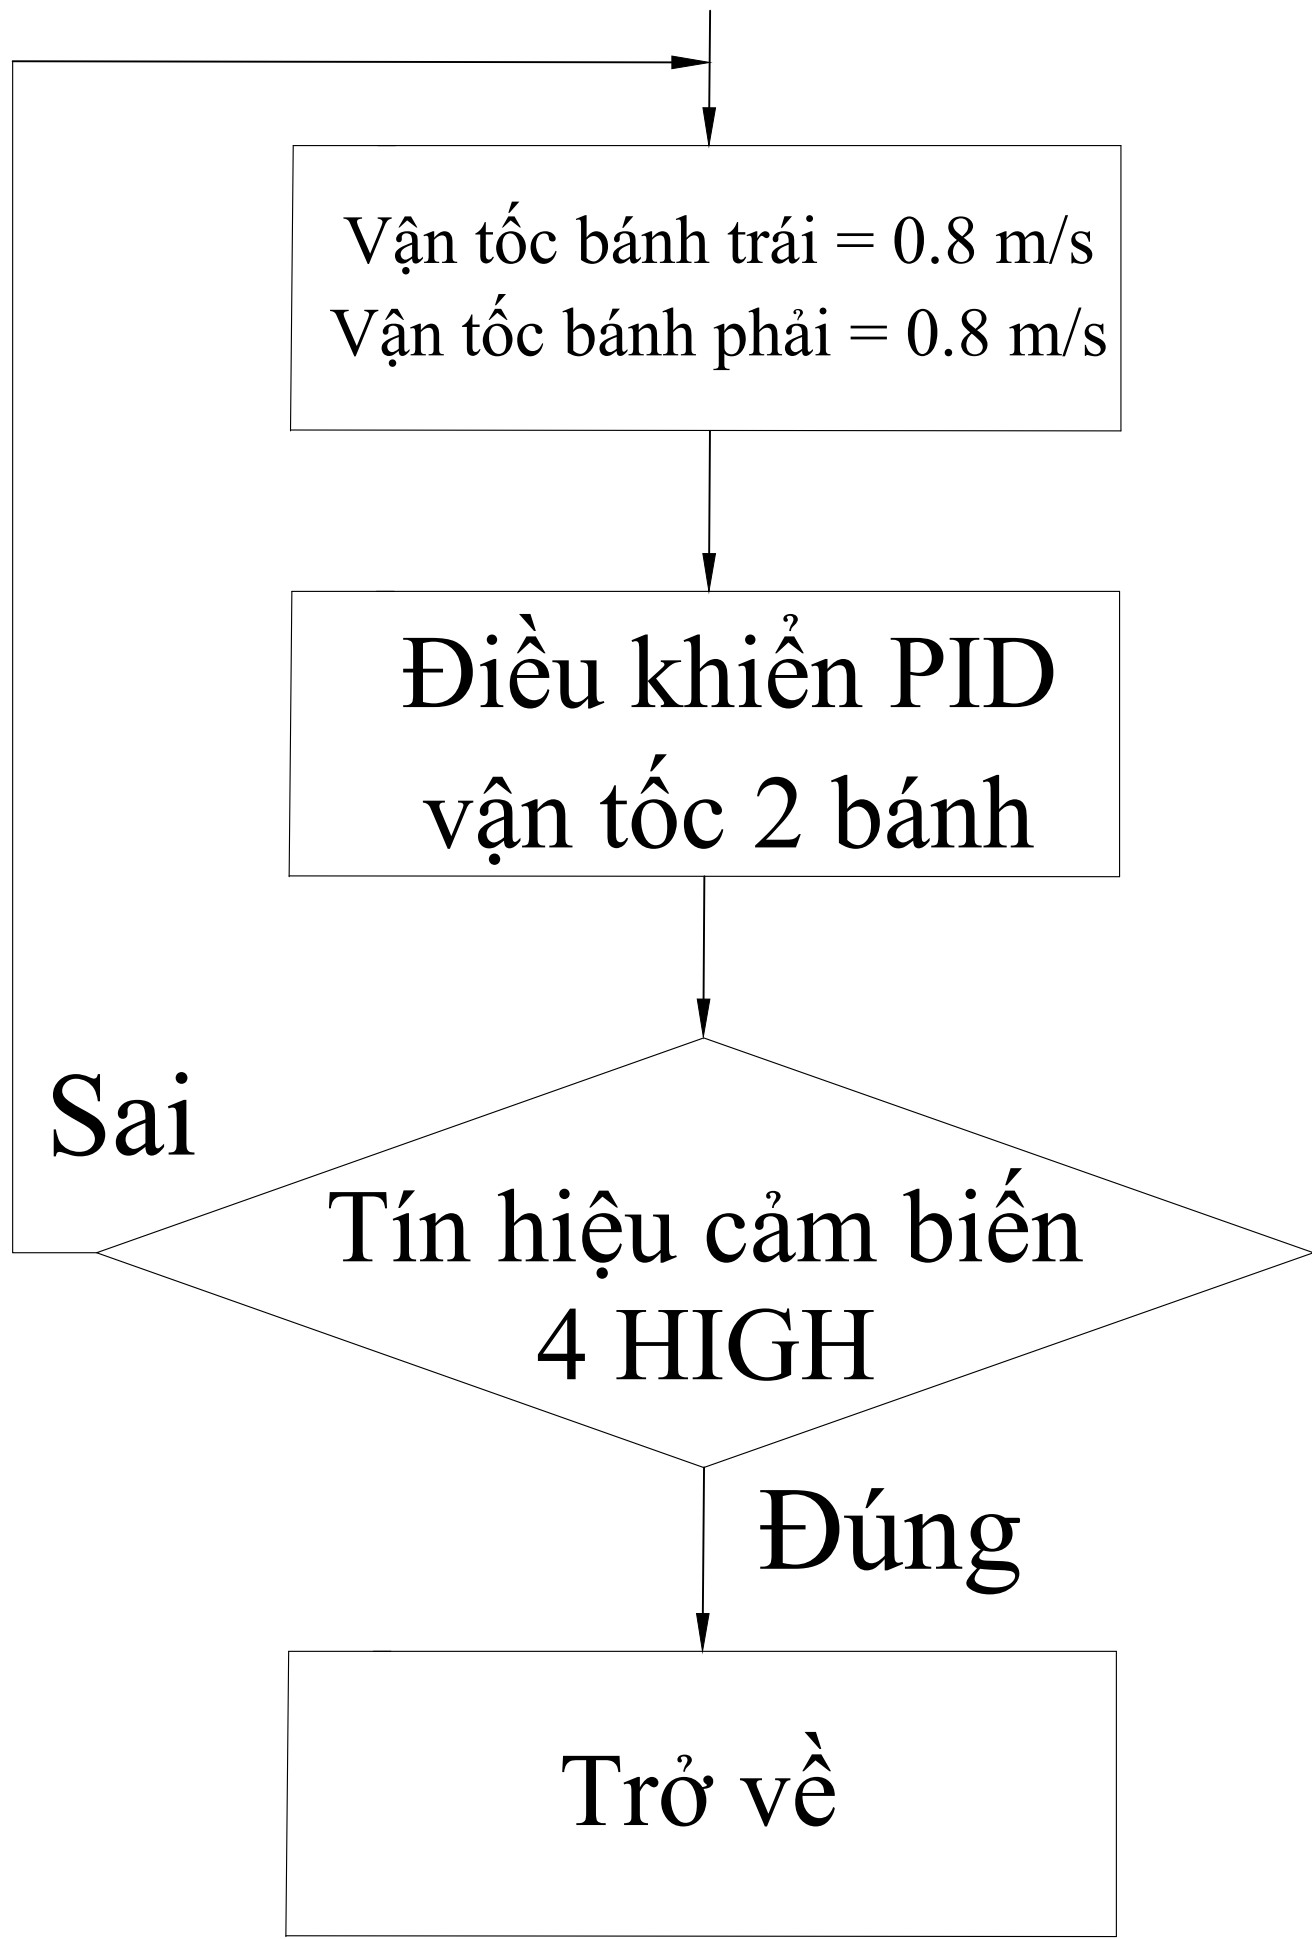 Vận tốc bánh trái = 0.8 m/s
Vận tốc bánh phải = 0.8 m/s
Điều khiển PID
vận tốc 2 bánh
Sai
Tín hiệu cảm biến
4 HIGH
Đúng
Trở về